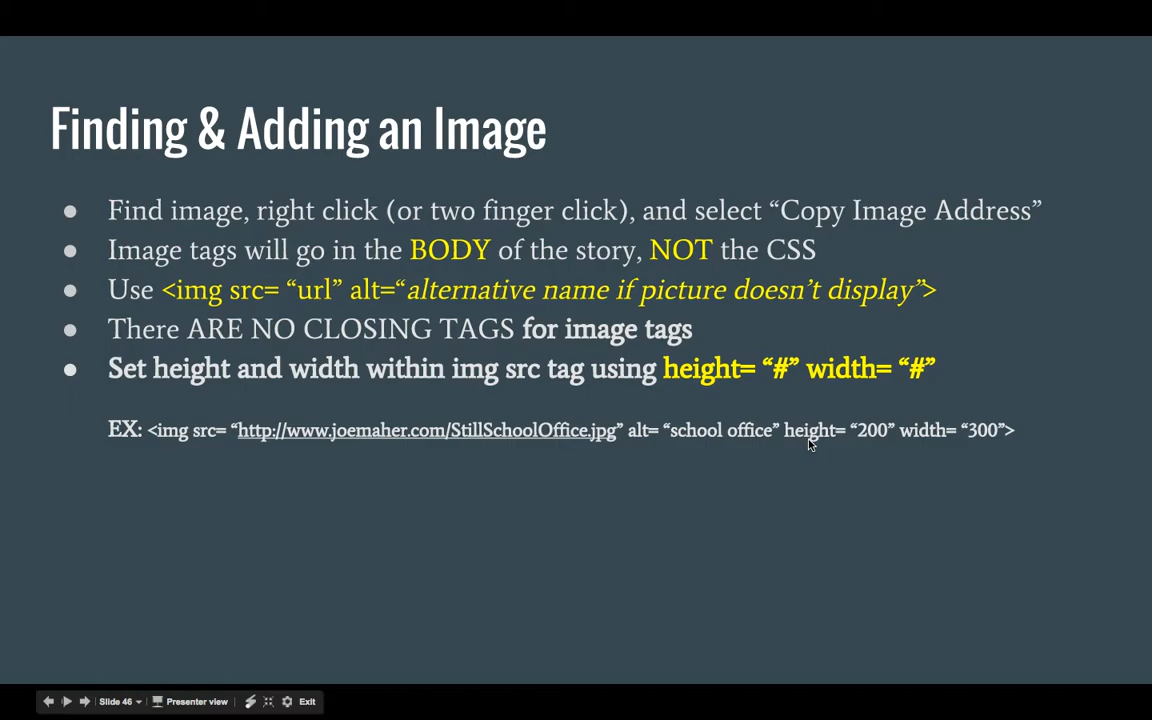 Finding & Adding an Image
● Find image, right click (or two finger click), and select “Copy Image Address”
● Image tags will go in the BODY of the story, NOT the CSS
● Use <img src= “url” alt=“alternative name if picture doesn’t display”>
● There ARE NO CLOSING TAGS for image tags
● Set height and width within img src tag using height= “#” width= “#”
EX: <img src= “http://www.joemaher.com/StillSchoolOffice.jpg” alt= “school office” height= “200” width= “300”>
Slide 46 Presenter view Exit